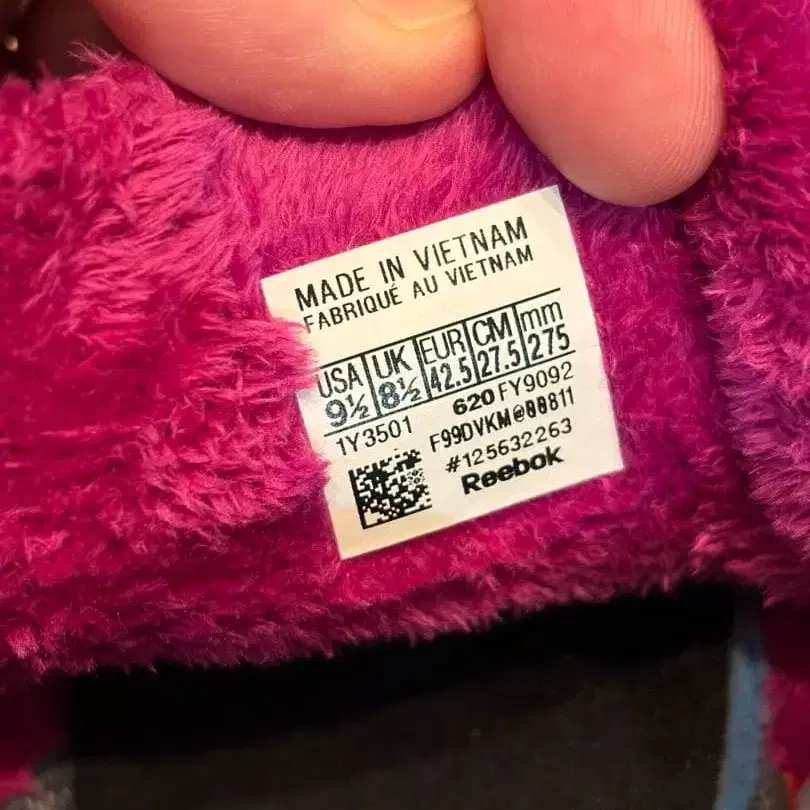 MADE IN VIETNAM
FABRIQUÉ AU VIETNAM
USA UK EUR CM mm
9½ 8½ 42.5 27.5 275
1Y3501 620 FY9092
F99DVKM@00811
#125632263
Reebok